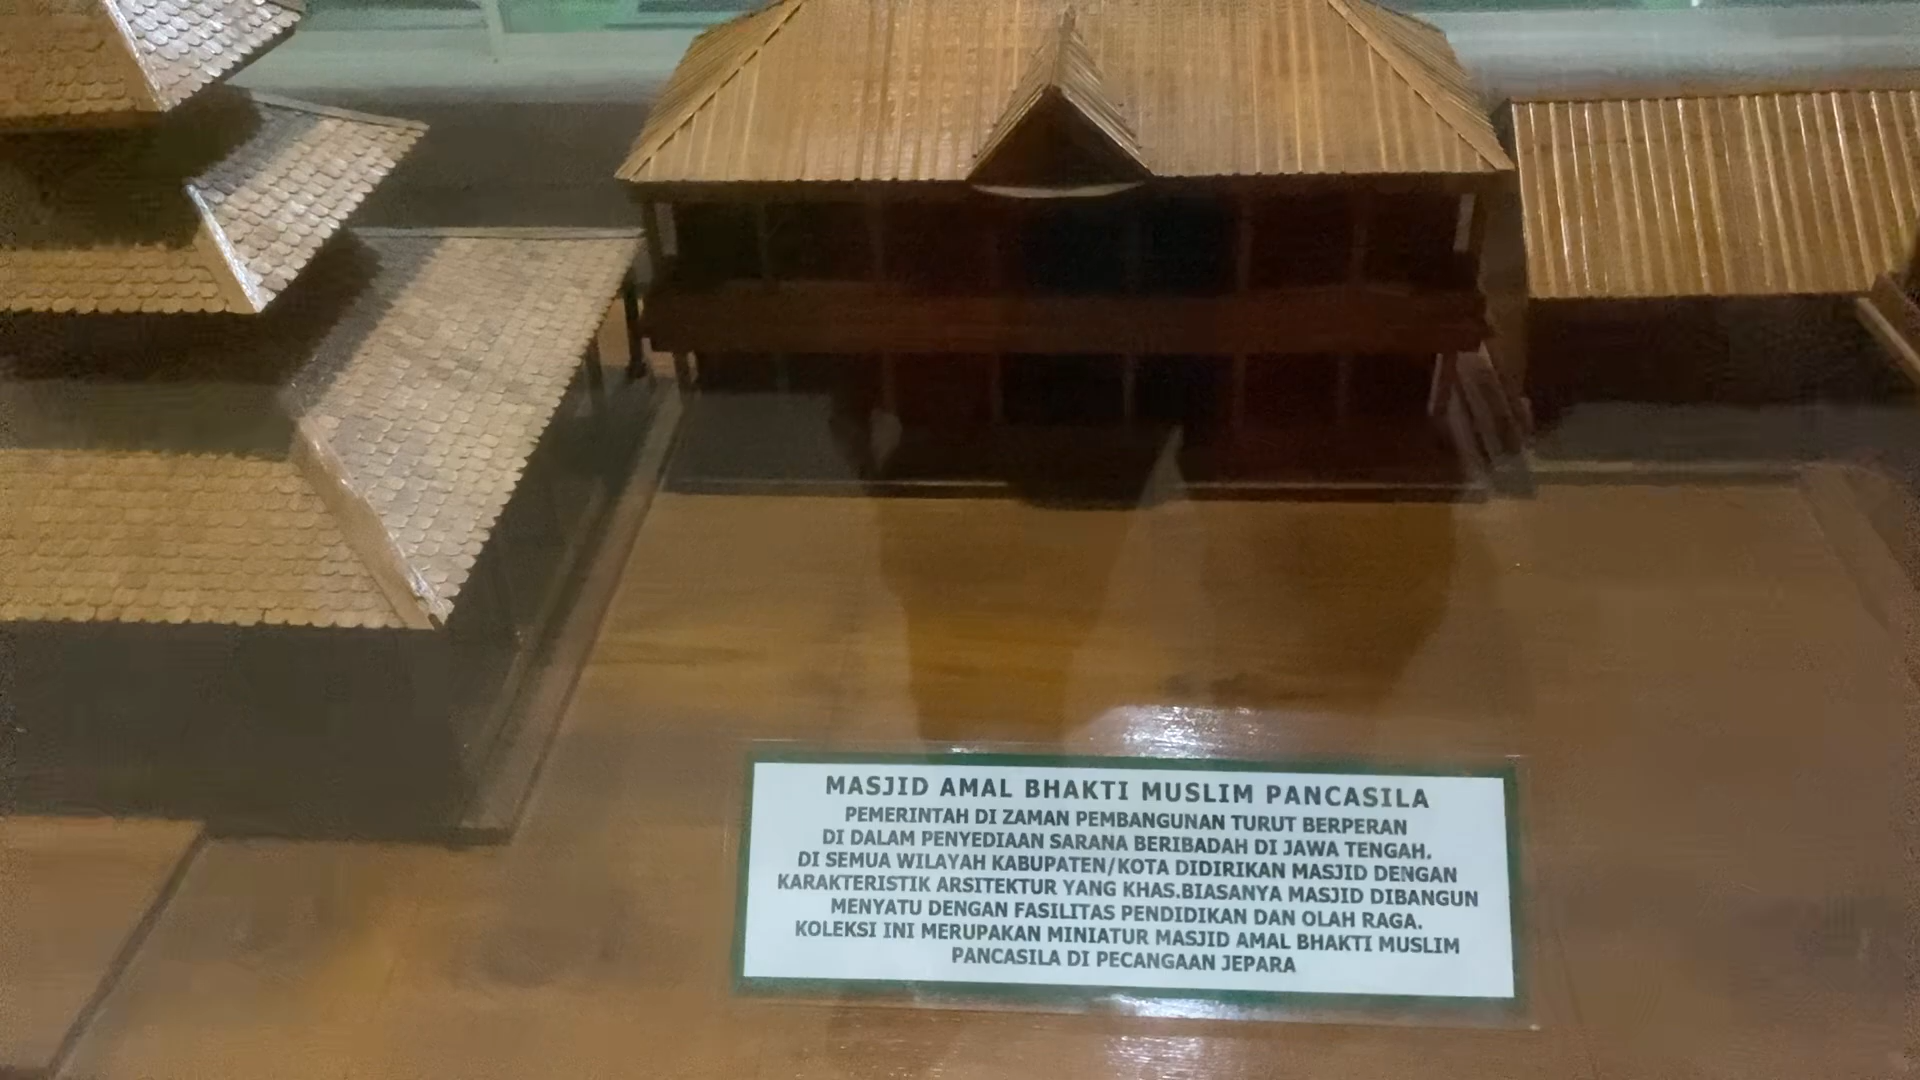 MASJID AMAL BHAKTI MUSLIM PANCASILA
PEMERINTAH DI ZAMAN PEMBANGUNAN TURUT BERPERAN
DI DALAM PENYEDIAAN SARANA BERIBADAH DI JAWA TENGAH.
DI SEMUA WILAYAH KABUPATEN/KOTA DIDIRIKAN MASJID DENGAN
KARAKTERISTIK ARSITEKTUR YANG KHAS.BIASANYA MASJID DIBANGUN
MENYATU DENGAN FASILITAS PENDIDIKAN DAN OLAH RAGA.
KOLEKSI INI MERUPAKAN MINIATUR MASJID AMAL BHAKTI MUSLIM
PANCASILA DI PECANGAAN JEPARA